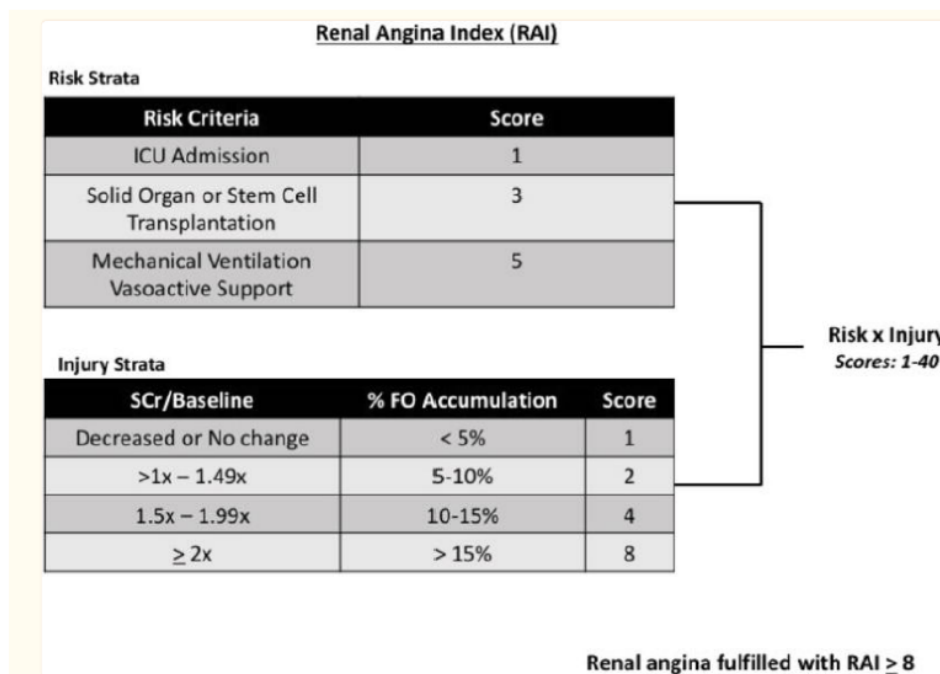 Renal Angina Index (RAI)
Risk Strata
Risk Criteria Score
ICU Admission 1
Solid Organ or Stem Cell 3
Transplantation
Mechanical Ventilation 5
Vasoactive Support
Risk x Injury
Scores: 1-40
Injury Strata
SCr/Baseline % FO Accumulation Score
Decreased or No change < 5% 1
>1x – 1.49x 5-10% 2
1.5x – 1.99x 10-15% 4
≥ 2x > 15% 8
Renal angina fulfilled with RAI ≥ 8